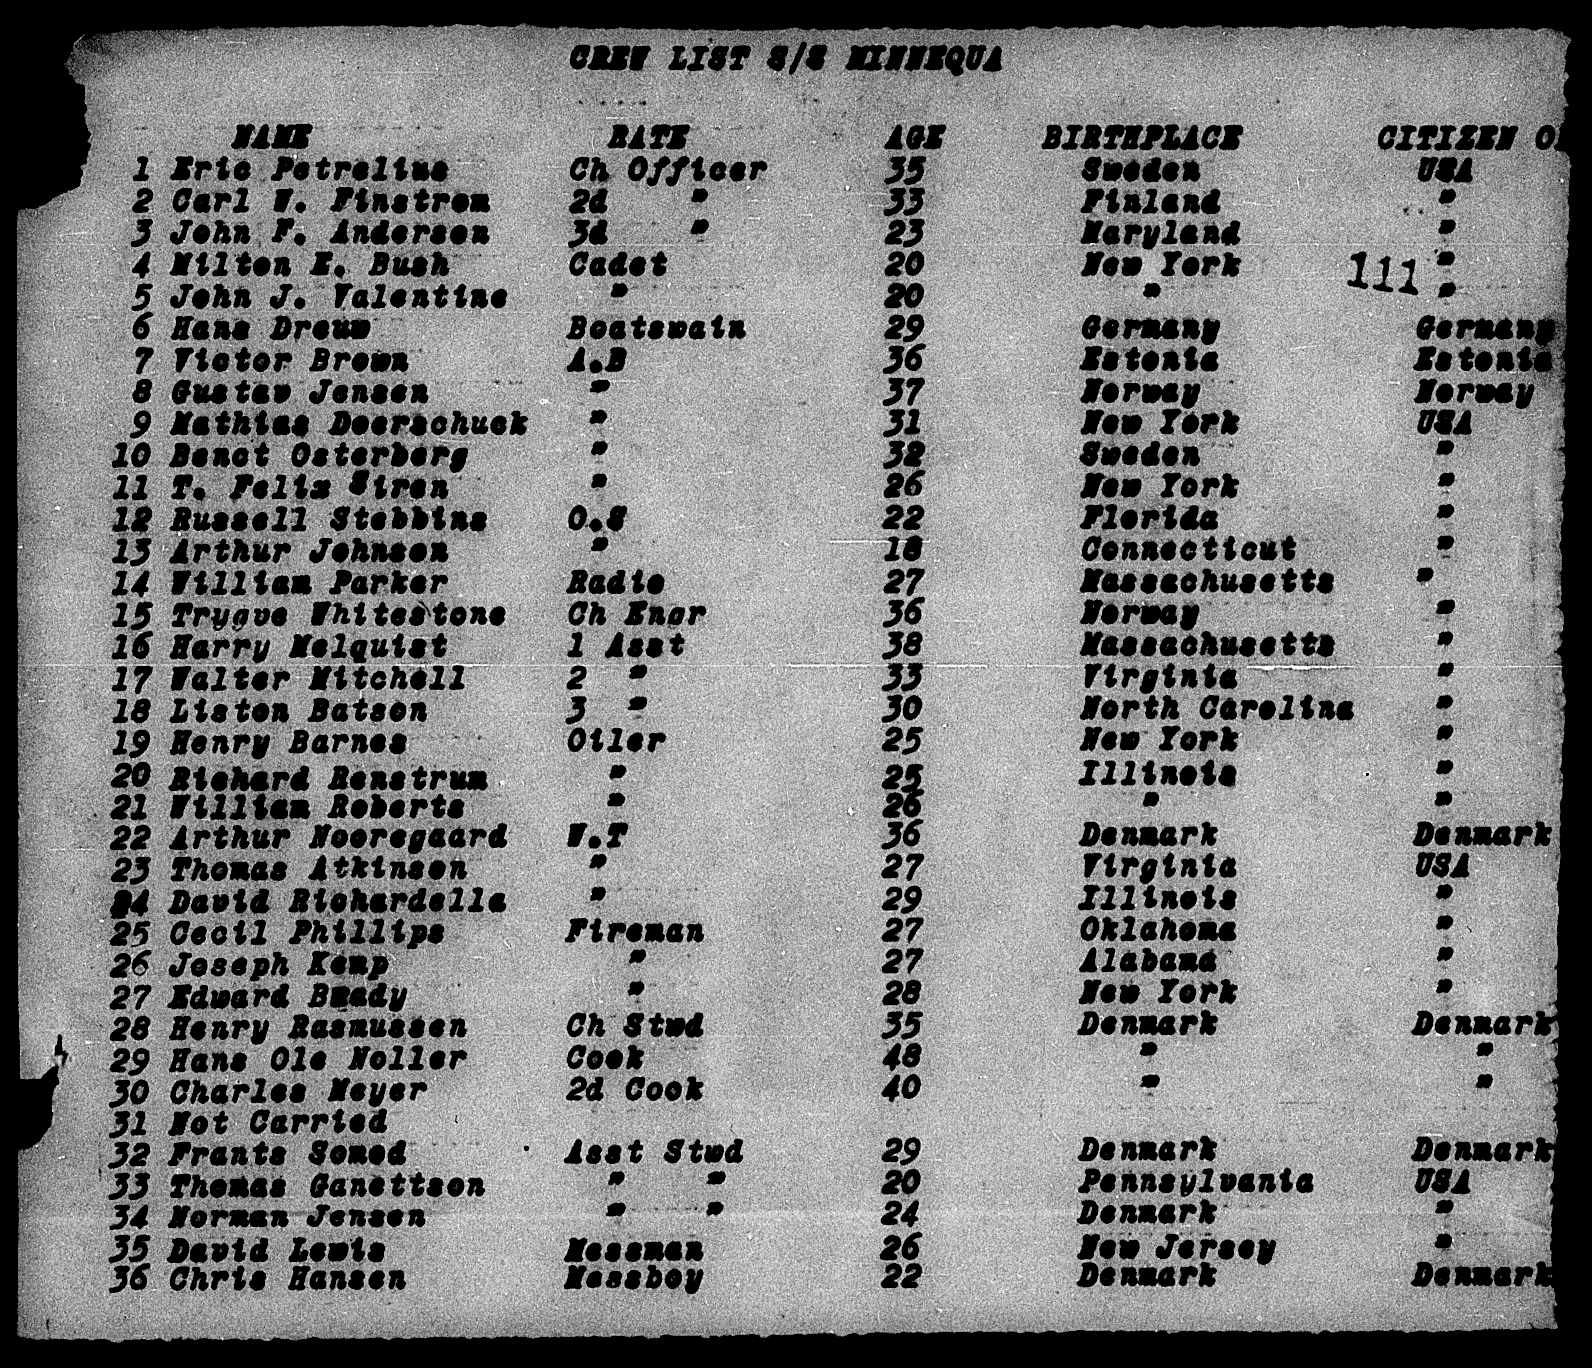 CREW LIST S/S MINNEQUA
NAME RATE AGE BIRTHPLACE CITIZEN O
1 Eric Petrelius Ch Officer 35 Sweden USA
2 Carl W. Finstrom 2d " 33 Finland "
3 John F. Andersen 3d " 23 Maryland "
4 Milton E. Bush Cadet 20 New York 111 "
5 John J. Valentine " 20 " "
6 Hans Dreuw Boatswain 29 Germany Germany
7 Victor Brown A.B 36 Estonia Estonia
8 Gustav Jensen " 37 Norway Norway
9 Mathias Doerschuck " 31 New York USA
10 Benct Osterberg " 32 Sweden "
11 T. Felix Siren " 26 New York "
12 Russell Stebbins O.S 22 Florida "
13 Arthur Johnson " 18 Connecticut "
14 William Parker Radio 27 Massachusetts "
15 Trygve Whitestone Ch Engr 36 Norway "
16 Harry Melquist 1 Asst 38 Massachusetts "
17 Walter Mitchell 2 " 33 Virginia "
18 Liston Batson 3 " 30 North Carolina "
19 Henry Barnes Oiler 25 New York "
20 Richard Renstrum " 25 Illinois "
21 William Roberts " 26 " "
22 Arthur Nooregaard W.T 36 Denmark Denmark
23 Thomas Atkinson " 27 Virginia USA
24 David Richardella " 29 Illinois "
25 Cecil Phillips Fireman 27 Oklahoma "
26 Joseph Kemp " 27 Alabama "
27 Edward Brady " 28 New York "
28 Henry Rasmussen Ch Stwd 35 Denmark Denmark
29 Hans Ole Moller Cook 48 " "
30 Charles Meyer 2d Cook 40 " "
31 Not Carried
32 Frants Somod Asst Stwd 29 Denmark Denmark
33 Thomas Ganettson " " 20 Pennsylvania USA
34 Norman Jensen " " 24 Denmark "
35 David Lewis Messman 26 New Jersey "
36 Chris Hansen Messboy 22 Denmark Denmark